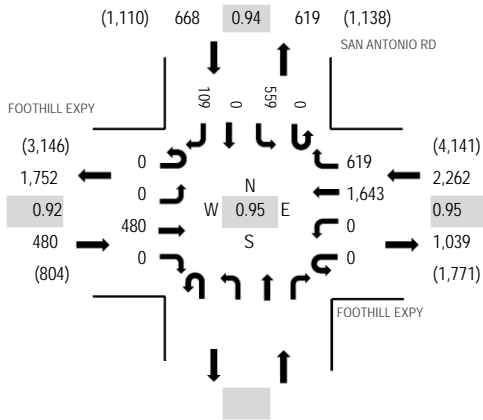 (1,110) 668 0.94 619 (1,138)
SAN ANTONIO RD
109 0 559 0
FOOTHILL EXPY
(3,146)
1,752
0.92
480
(804)
0
0
480
0
N
W 0.95 E
S
619
1,643
0
0
(4,141)
2,262
0.95
1,039
(1,771)
FOOTHILL EXPY